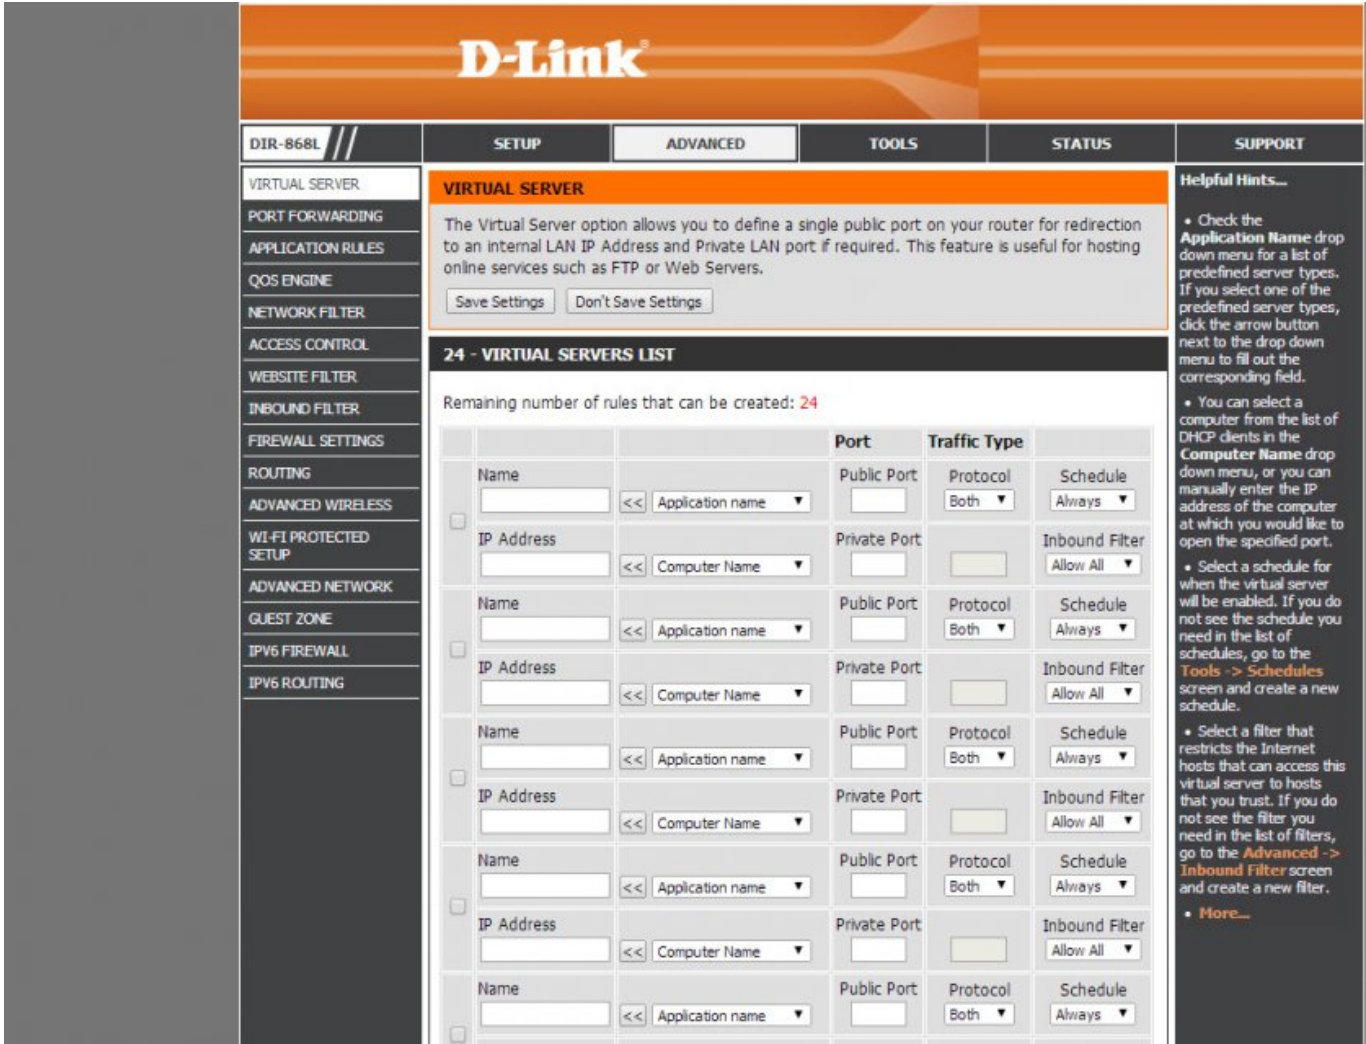 D-Link
DIR-868L
SETUP
ADVANCED
TOOLS
STATUS
SUPPORT
VIRTUAL SERVER
PORT FORWARDING
APPLICATION RULES
QOS ENGINE
NETWORK FILTER
ACCESS CONTROL
WEBSITE FILTER
INBOUND FILTER
FIREWALL SETTINGS
ROUTING
ADVANCED WIRELESS
WI-FI PROTECTED
SETUP
ADVANCED NETWORK
GUEST ZONE
IPV6 FIREWALL
IPV6 ROUTING
VIRTUAL SERVER
The Virtual Server option allows you to define a single public port on your router for redirection
to an internal LAN IP Address and Private LAN port if required. This feature is useful for hosting
online services such as FTP or Web Servers.
Save Settings Don't Save Settings
24 - VIRTUAL SERVERS LIST
Remaining number of rules that can be created: 24
Port Traffic Type
Name Public Port Protocol Schedule
<< Application name Both Always
IP Address Private Port Inbound Filter
<< Computer Name Allow All
Name Public Port Protocol Schedule
<< Application name Both Always
IP Address Private Port Inbound Filter
<< Computer Name Allow All
Name Public Port Protocol Schedule
<< Application name Both Always
IP Address Private Port Inbound Filter
<< Computer Name Allow All
Name Public Port Protocol Schedule
<< Application name Both Always
IP Address Private Port Inbound Filter
<< Computer Name Allow All
Name Public Port Protocol Schedule
<< Application name Both Always
Helpful Hints...
• Check the
Application Name drop
down menu for a list of
predefined server types.
If you select one of the
predefined server types,
click the arrow button
next to the drop down
menu to fill out the
corresponding field.
• You can select a
computer from the list of
DHCP clients in the
Computer Name drop
down menu, or you can
manually enter the IP
address of the computer
at which you would like to
open the specified port.
• Select a schedule for
when the virtual server
will be enabled. If you do
not see the schedule you
need in the list of
schedules, go to the
Tools -> Schedules
screen and create a new
schedule.
• Select a filter that
restricts the Internet
hosts that can access this
virtual server to hosts
that you trust. If you do
not see the filter you
need in the list of filters,
go to the Advanced ->
Inbound Filter screen
and create a new filter.
• More...